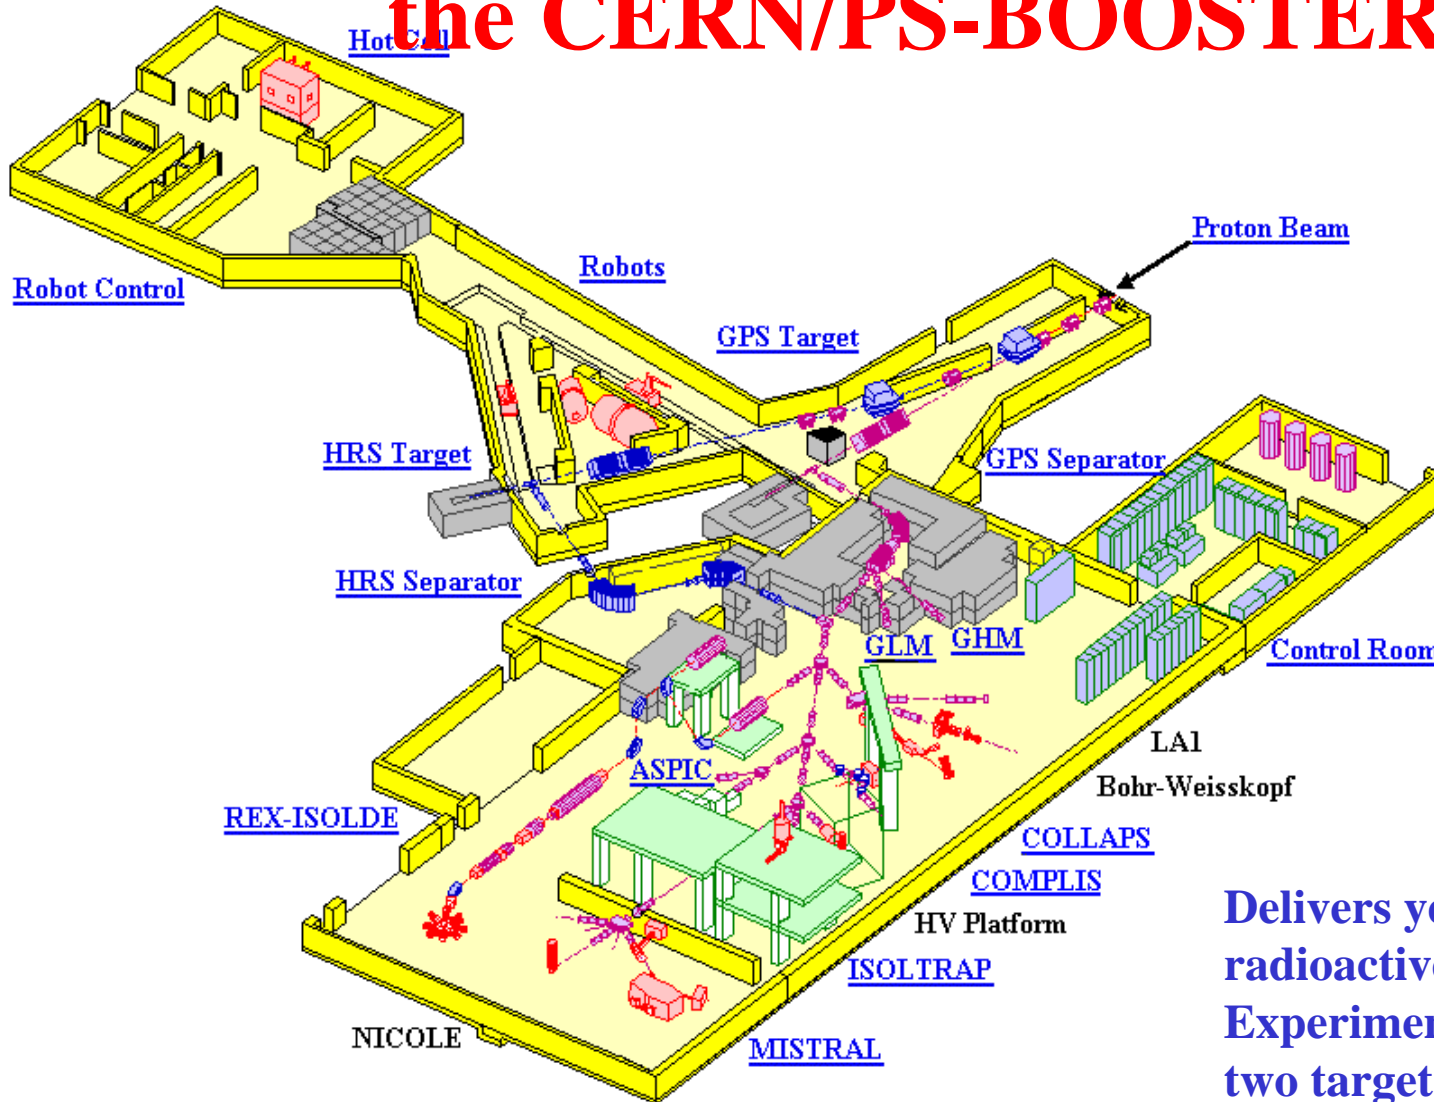 the CERN/PS-BOOSTER
Hot Cell
Proton Beam
Robots
Robot Control
GPS Target
HRS Target
GPS Separator
HRS Separator
GLM
GHM
Control Room
LA1
ASPIC
Bohr-Weisskopf
REX-ISOLDE
COLLAPS
COMPLIS
HV Platform
ISOLTRAP
NICOLE
MISTRAL
Delivers
radioactive
Experimen
two target